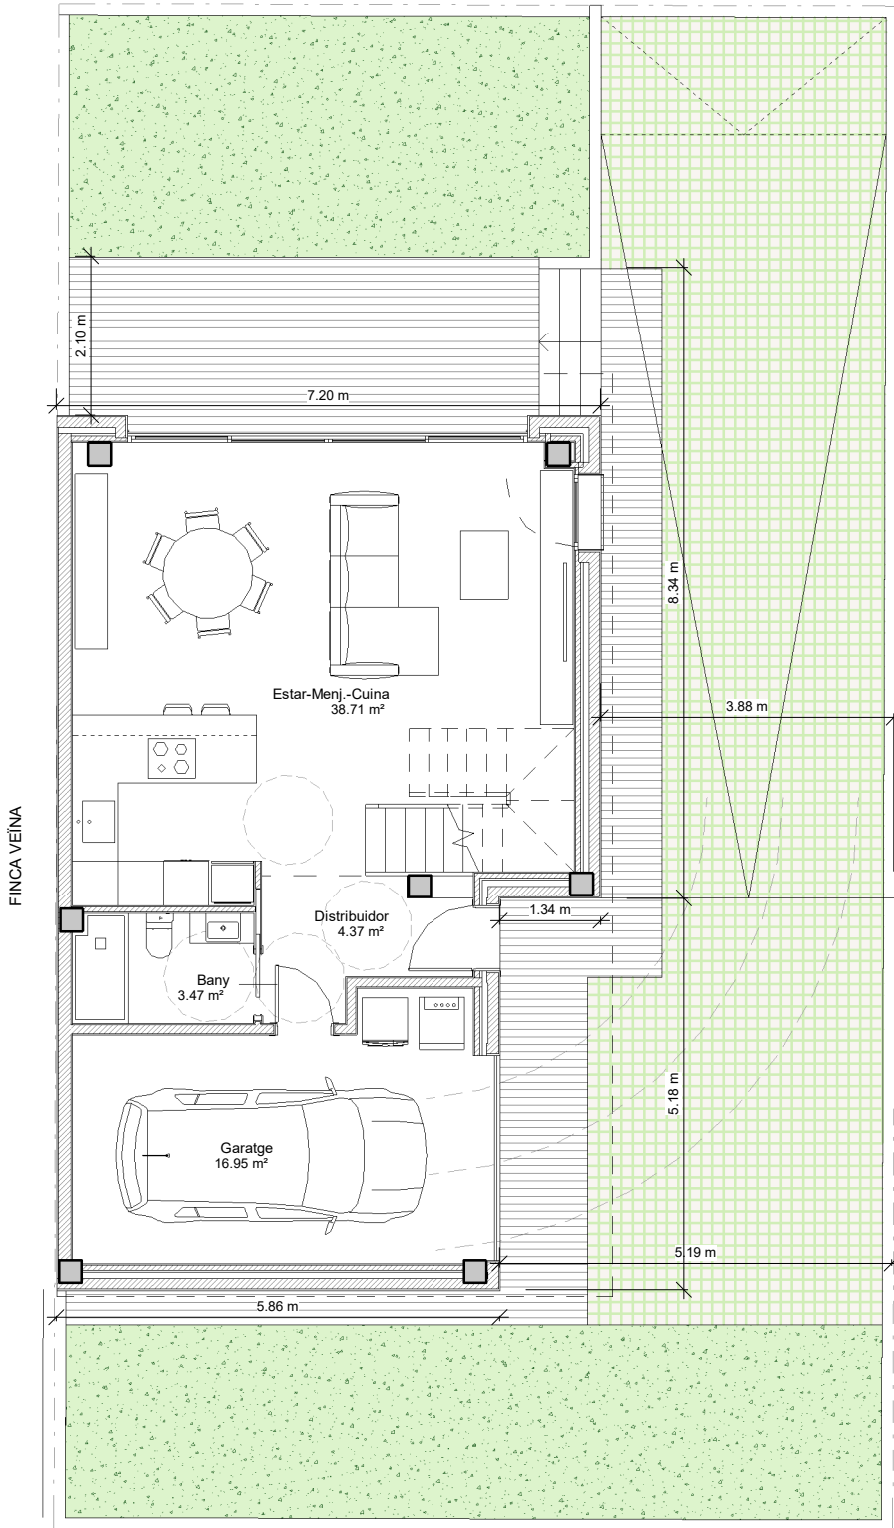 2.10 m
7.20 m
8.34 m
Estar-Menj.-Cuina
38.71 m²
3.88 m
FINCA VEÏNA
Distribuidor
4.37 m²
1.34 m
Bany
3.47 m²
5.18 m
Garatge
16.95 m²
5.19 m
5.86 m